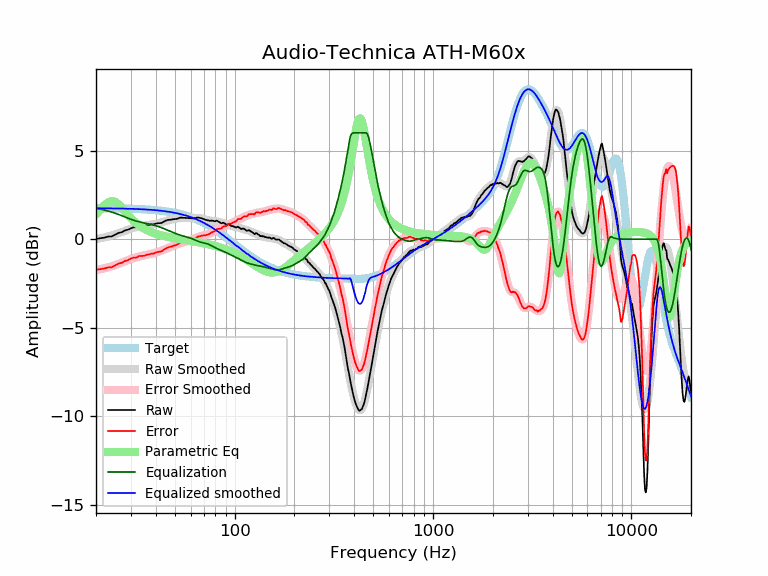 Audio-Technica ATH-M60x
Amplitude (dBr)
5
0
−5
−10
−15
Target
Raw Smoothed
Error Smoothed
Raw
Error
Parametric Eq
Equalization
Equalized smoothed
100
1000
10000
Frequency (Hz)